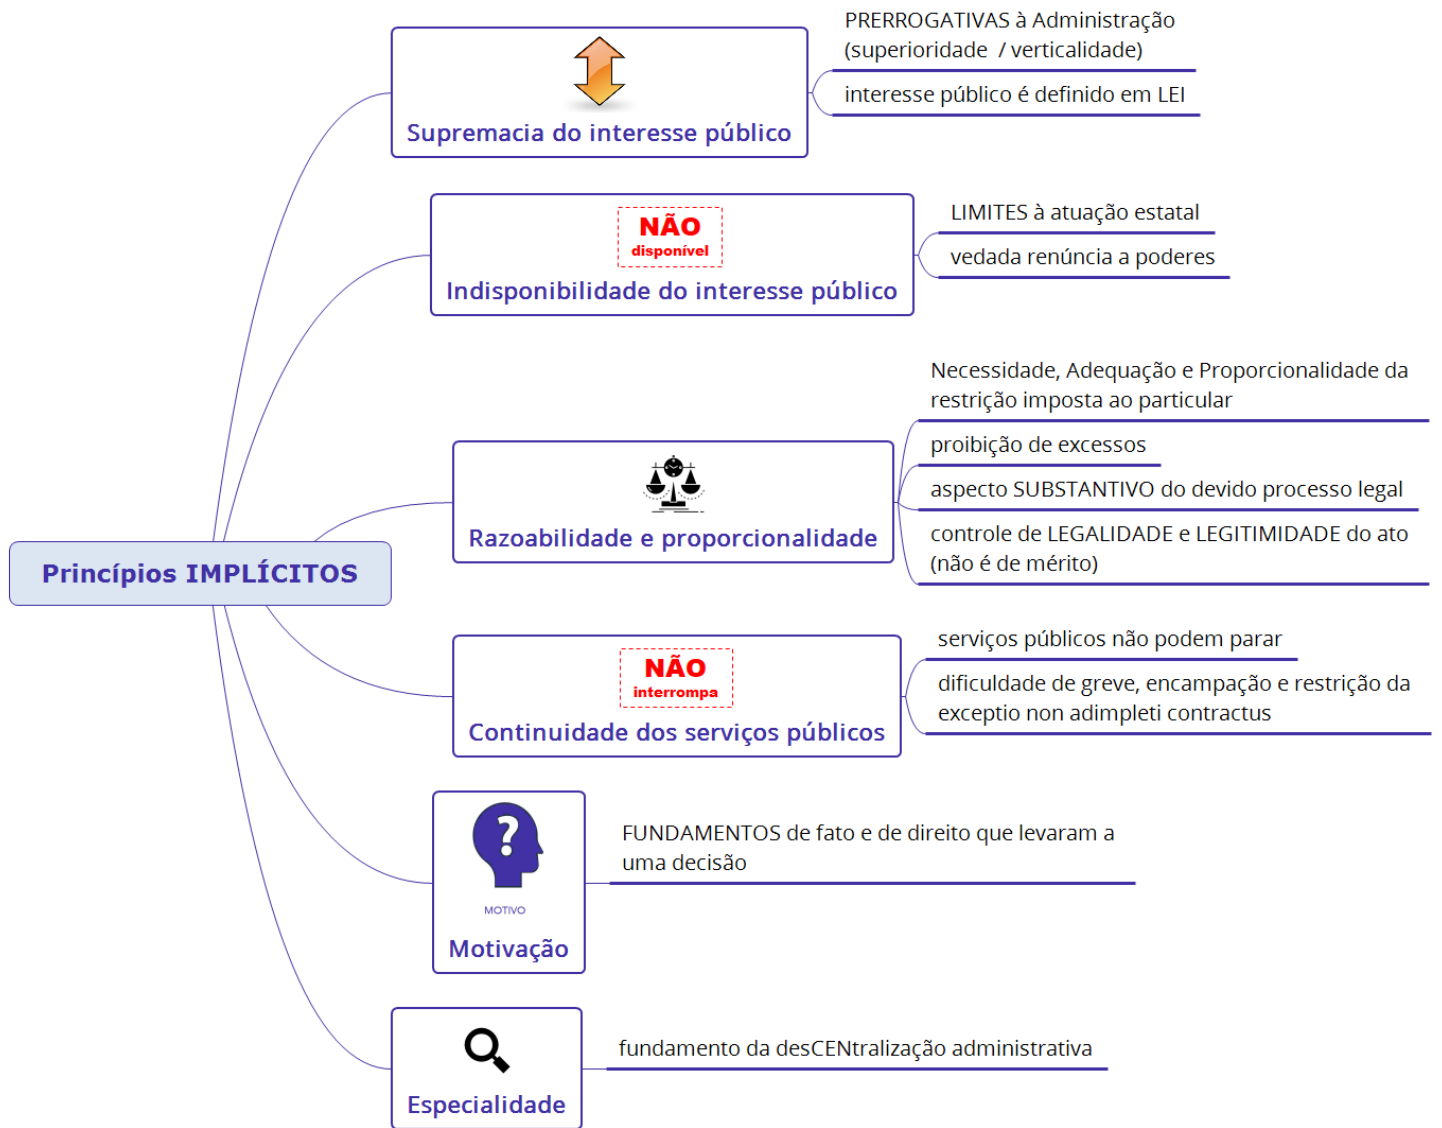 Princípios IMPLÍCITOS
Supremacia do interesse público
PRERROGATIVAS à Administração
(superioridade / verticalidade)
interesse público é definido em LEI
NÃO
disponível
Indisponibilidade do interesse público
LIMITES à atuação estatal
vedada renúncia a poderes
Razoabilidade e proporcionalidade
Necessidade, Adequação e Proporcionalidade da
restrição imposta ao particular
proibição de excessos
aspecto SUBSTANTIVO do devido processo legal
controle de LEGALIDADE e LEGITIMIDADE do ato
(não é de mérito)
NÃO
interrompa
Continuidade dos serviços públicos
serviços públicos não podem parar
dificuldade de greve, encampação e restrição da
exceptio non adimpleti contractus
?
MOTIVO
Motivação
FUNDAMENTOS de fato e de direito que levaram a
uma decisão
Especialidade
fundamento da desCENtralização administrativa